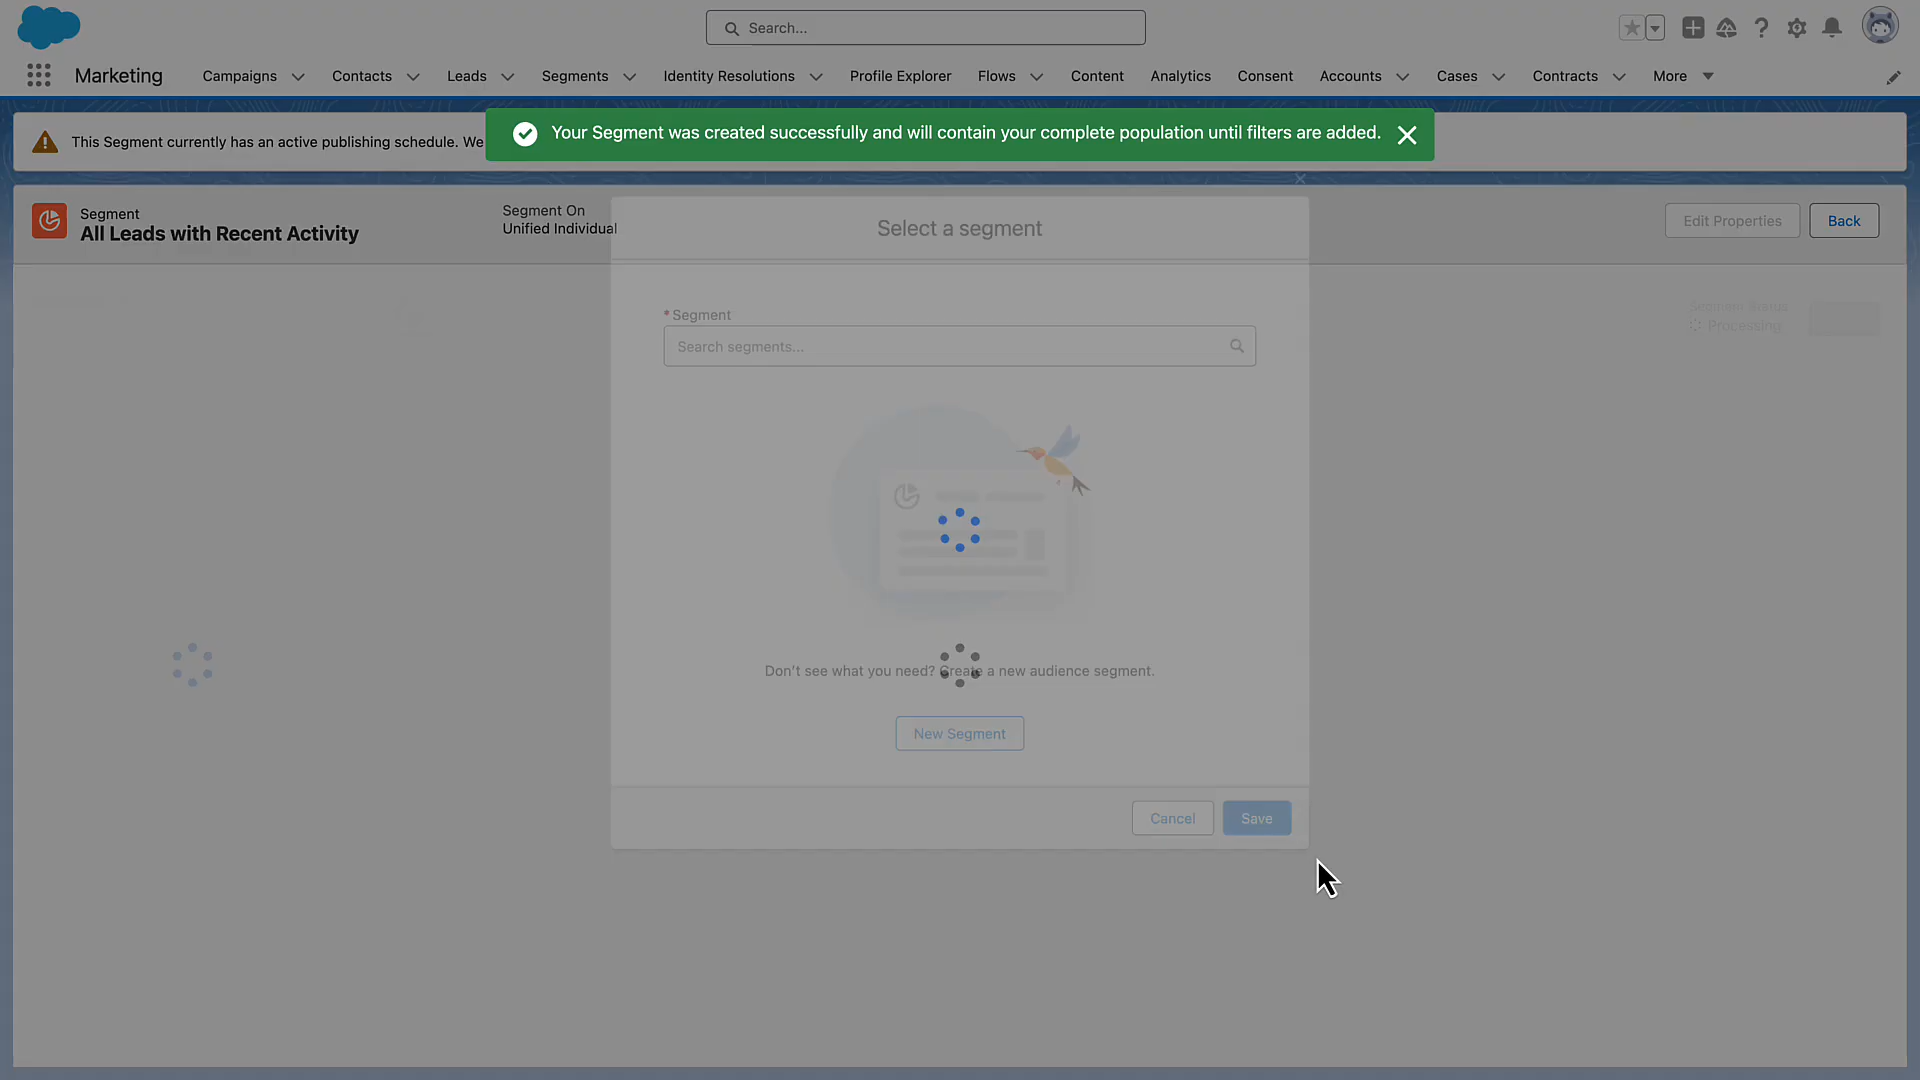 Search...
Marketing
Campaigns
Contacts
Leads
Segments
Identity Resolutions
Profile Explorer
Flows
Content
Analytics
Consent
Accounts
Cases
Contracts
More
This Segment currently has an active publishing schedule. We
Your Segment was created successfully and will contain your complete population until filters are added.
Segment
All Leads with Recent Activity
Segment On
Unified Individual
Edit Properties
Back
Segment Status
Processing
Select a segment
* Segment
Search segments...
Don't see what you need? Create a new audience segment.
New Segment
Cancel
Save